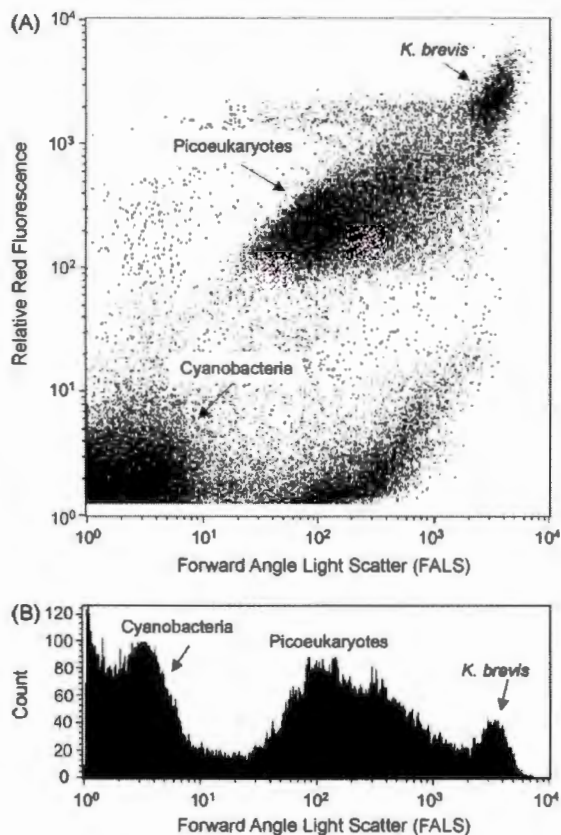 (A)
10⁴
K. brevis
10³
Picoeukaryotes
Relative Red Fluorescence
10²
Cyanobacteria
10¹
10⁰
10⁰ 10¹ 10² 10³ 10⁴
Forward Angle Light Scatter (FALS)
(B)
120
Cyanobacteria Picoeukaryotes
100
K. brevis
80
Count
60
40
20
0
10⁰ 10¹ 10² 10³ 10⁴
Forward Angle Light Scatter (FALS)